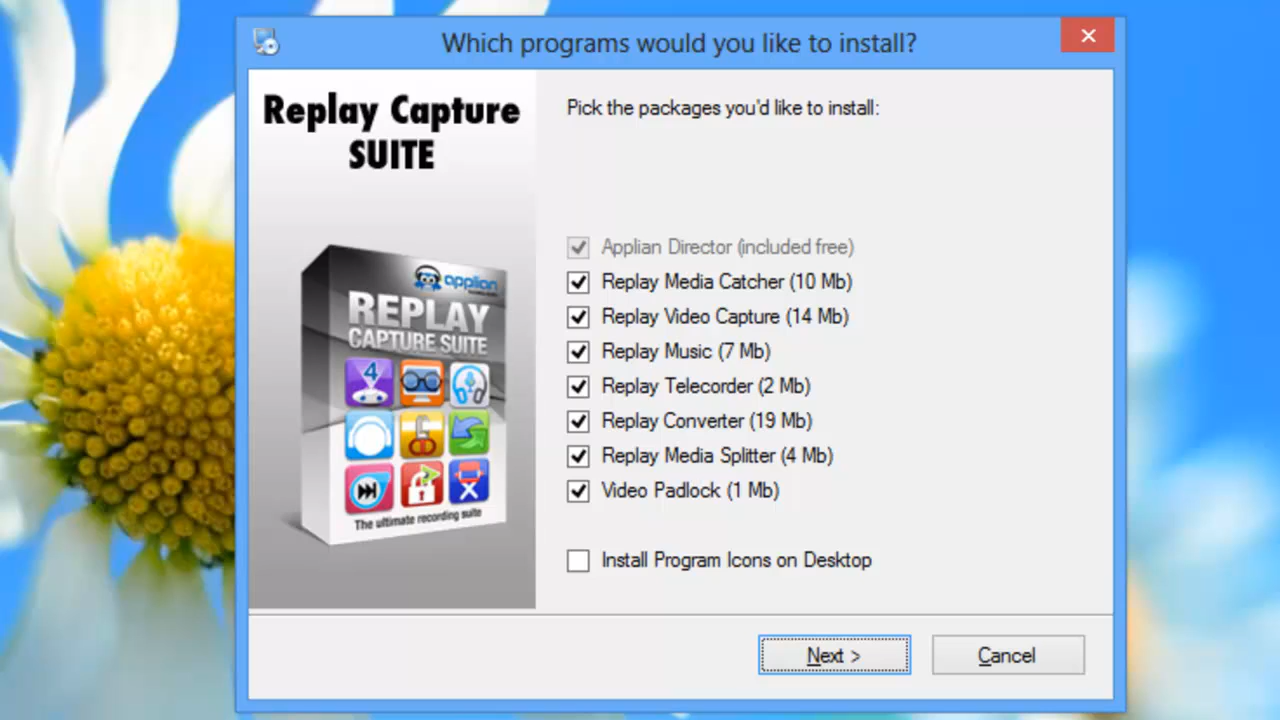 Which programs would you like to install?
Replay Capture
SUITE
Pick the packages you'd like to install:
applian
REPLAY
CAPTURE SUITE
4
The ultimate recording suite
Applian Director (included free)
Replay Media Catcher (10 Mb)
Replay Video Capture (14 Mb)
Replay Music (7 Mb)
Replay Telecorder (2 Mb)
Replay Converter (19 Mb)
Replay Media Splitter (4 Mb)
Video Padlock (1 Mb)
Install Program Icons on Desktop
Next >
Cancel